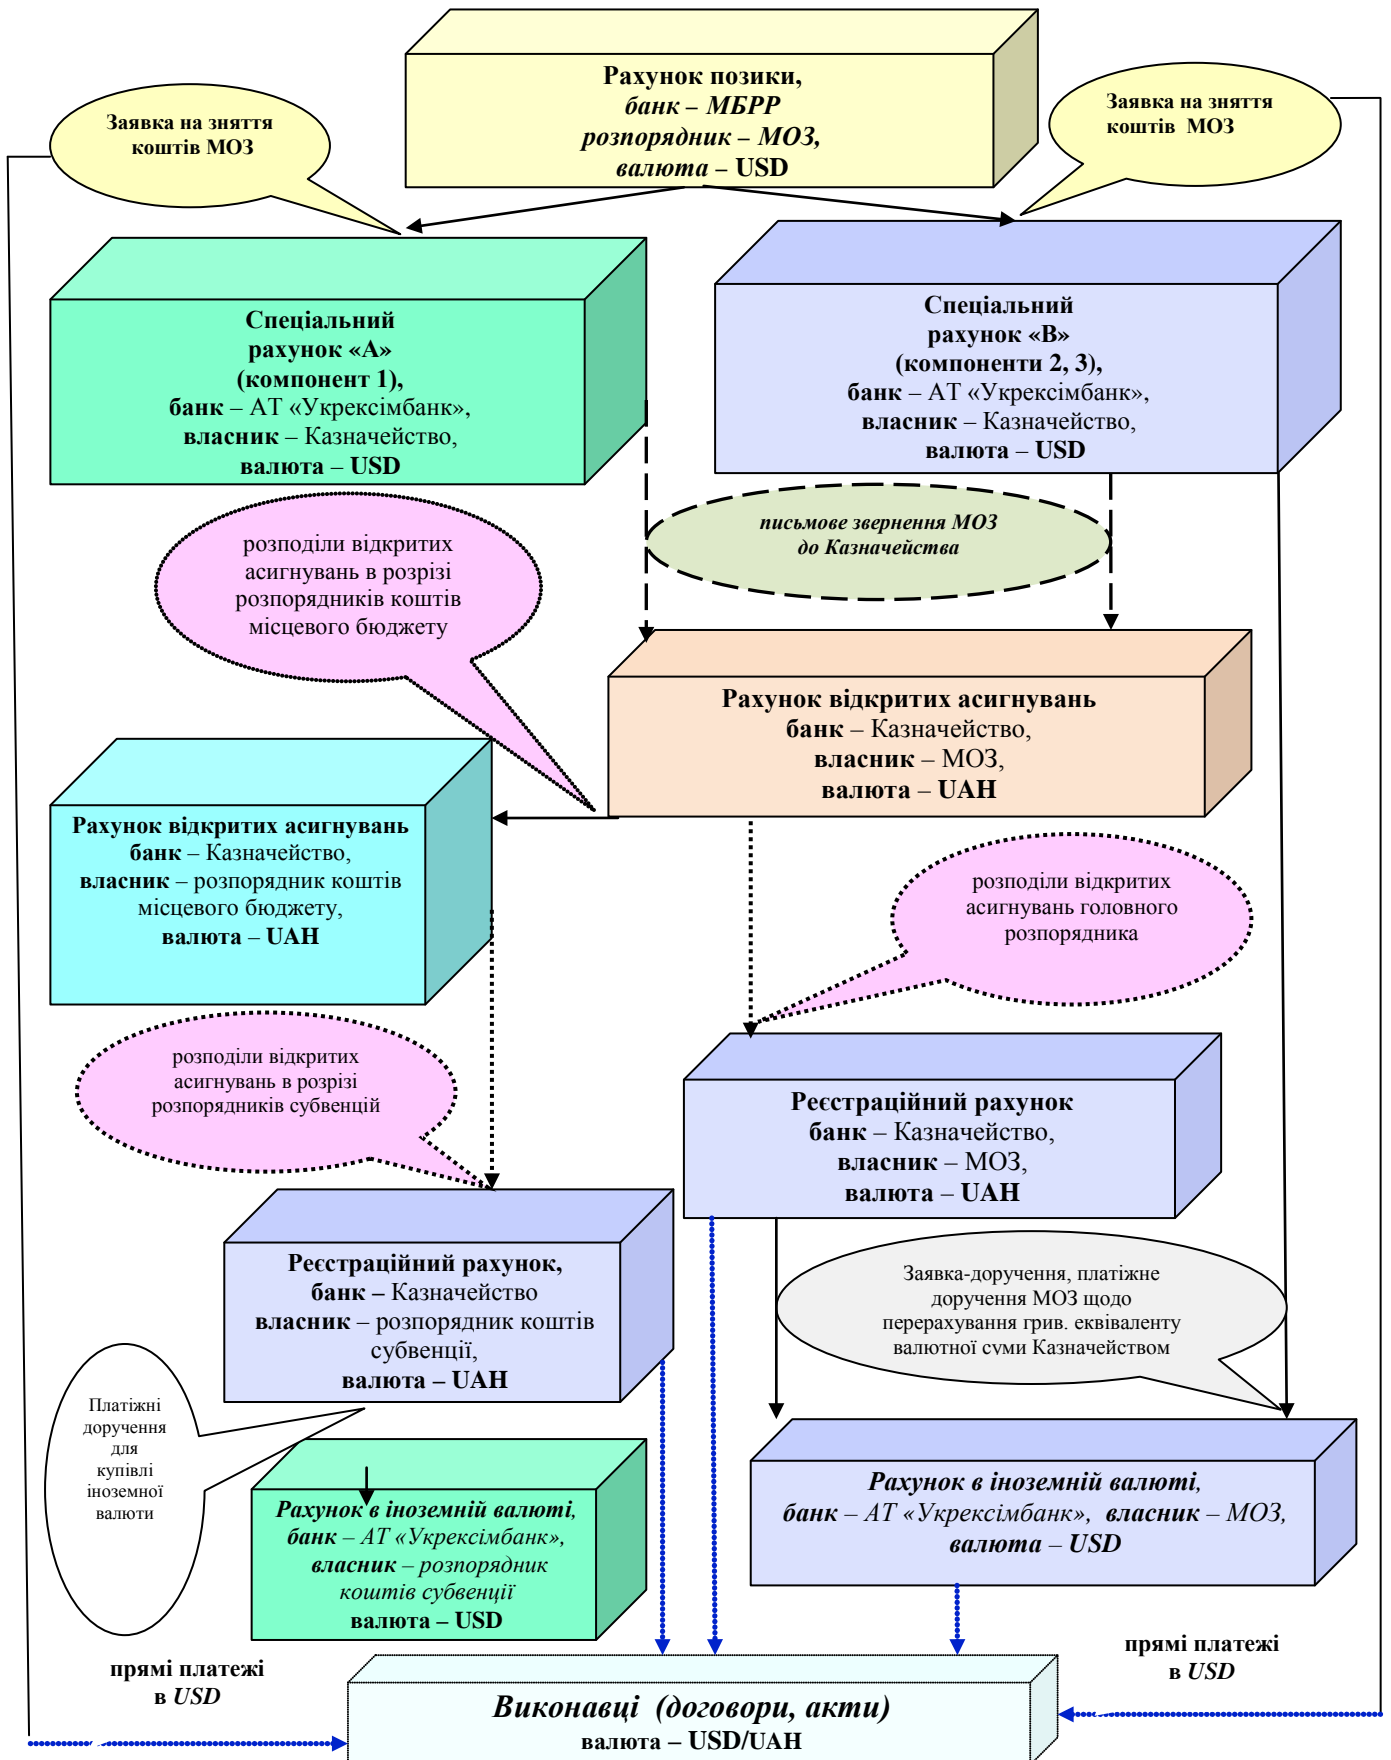 Рахунок позики,
банк – МБРР
розпорядник – МОЗ,
валюта – USD
Заявка на зняття
коштів МОЗ
Заявка на зняття
коштів МОЗ
Спеціальний
рахунок «А»
(компонент 1),
банк – АТ «Укрексімбанк»,
власник – Казначейство,
валюта – USD
Спеціальний
рахунок «В»
(компоненти 2, 3),
банк – АТ «Укрексімбанк»,
власник – Казначейство,
валюта – USD
письмове звернення МОЗ
до Казначейства
розподіли відкритих
асигнувань в розрізі
розпорядників коштів
місцевого бюджету
Рахунок відкритих асигнувань
банк – Казначейство,
власник – МОЗ,
валюта – UAH
Рахунок відкритих асигнувань
банк – Казначейство,
власник – розпорядник коштів
місцевого бюджету,
валюта – UAH
розподіли відкритих
асигнувань головного
розпорядника
розподіли відкритих
асигнувань в розрізі
розпорядників субвенцій
Реєстраційний рахунок
банк – Казначейство,
власник – МОЗ,
валюта – UAH
Реєстраційний рахунок,
банк – Казначейство
власник – розпорядник коштів
субвенції,
валюта – UAH
Заявка-доручення, платіжне
доручення МОЗ щодо
перерахування грив. еквіваленту
валютної суми Казначейством
Платіжні
доручення
для
купівлі
іноземної
валюти
Рахунок в іноземній валюті,
банк – АТ «Укрексімбанк»,
власник – розпорядник
коштів субвенції
валюта – USD
Рахунок в іноземній валюті,
банк – АТ «Укрексімбанк», власник – МОЗ,
валюта – USD
прямі платежі
в USD
прямі платежі
в USD
Виконавці (договори, акти)
валюта – USD/UAH